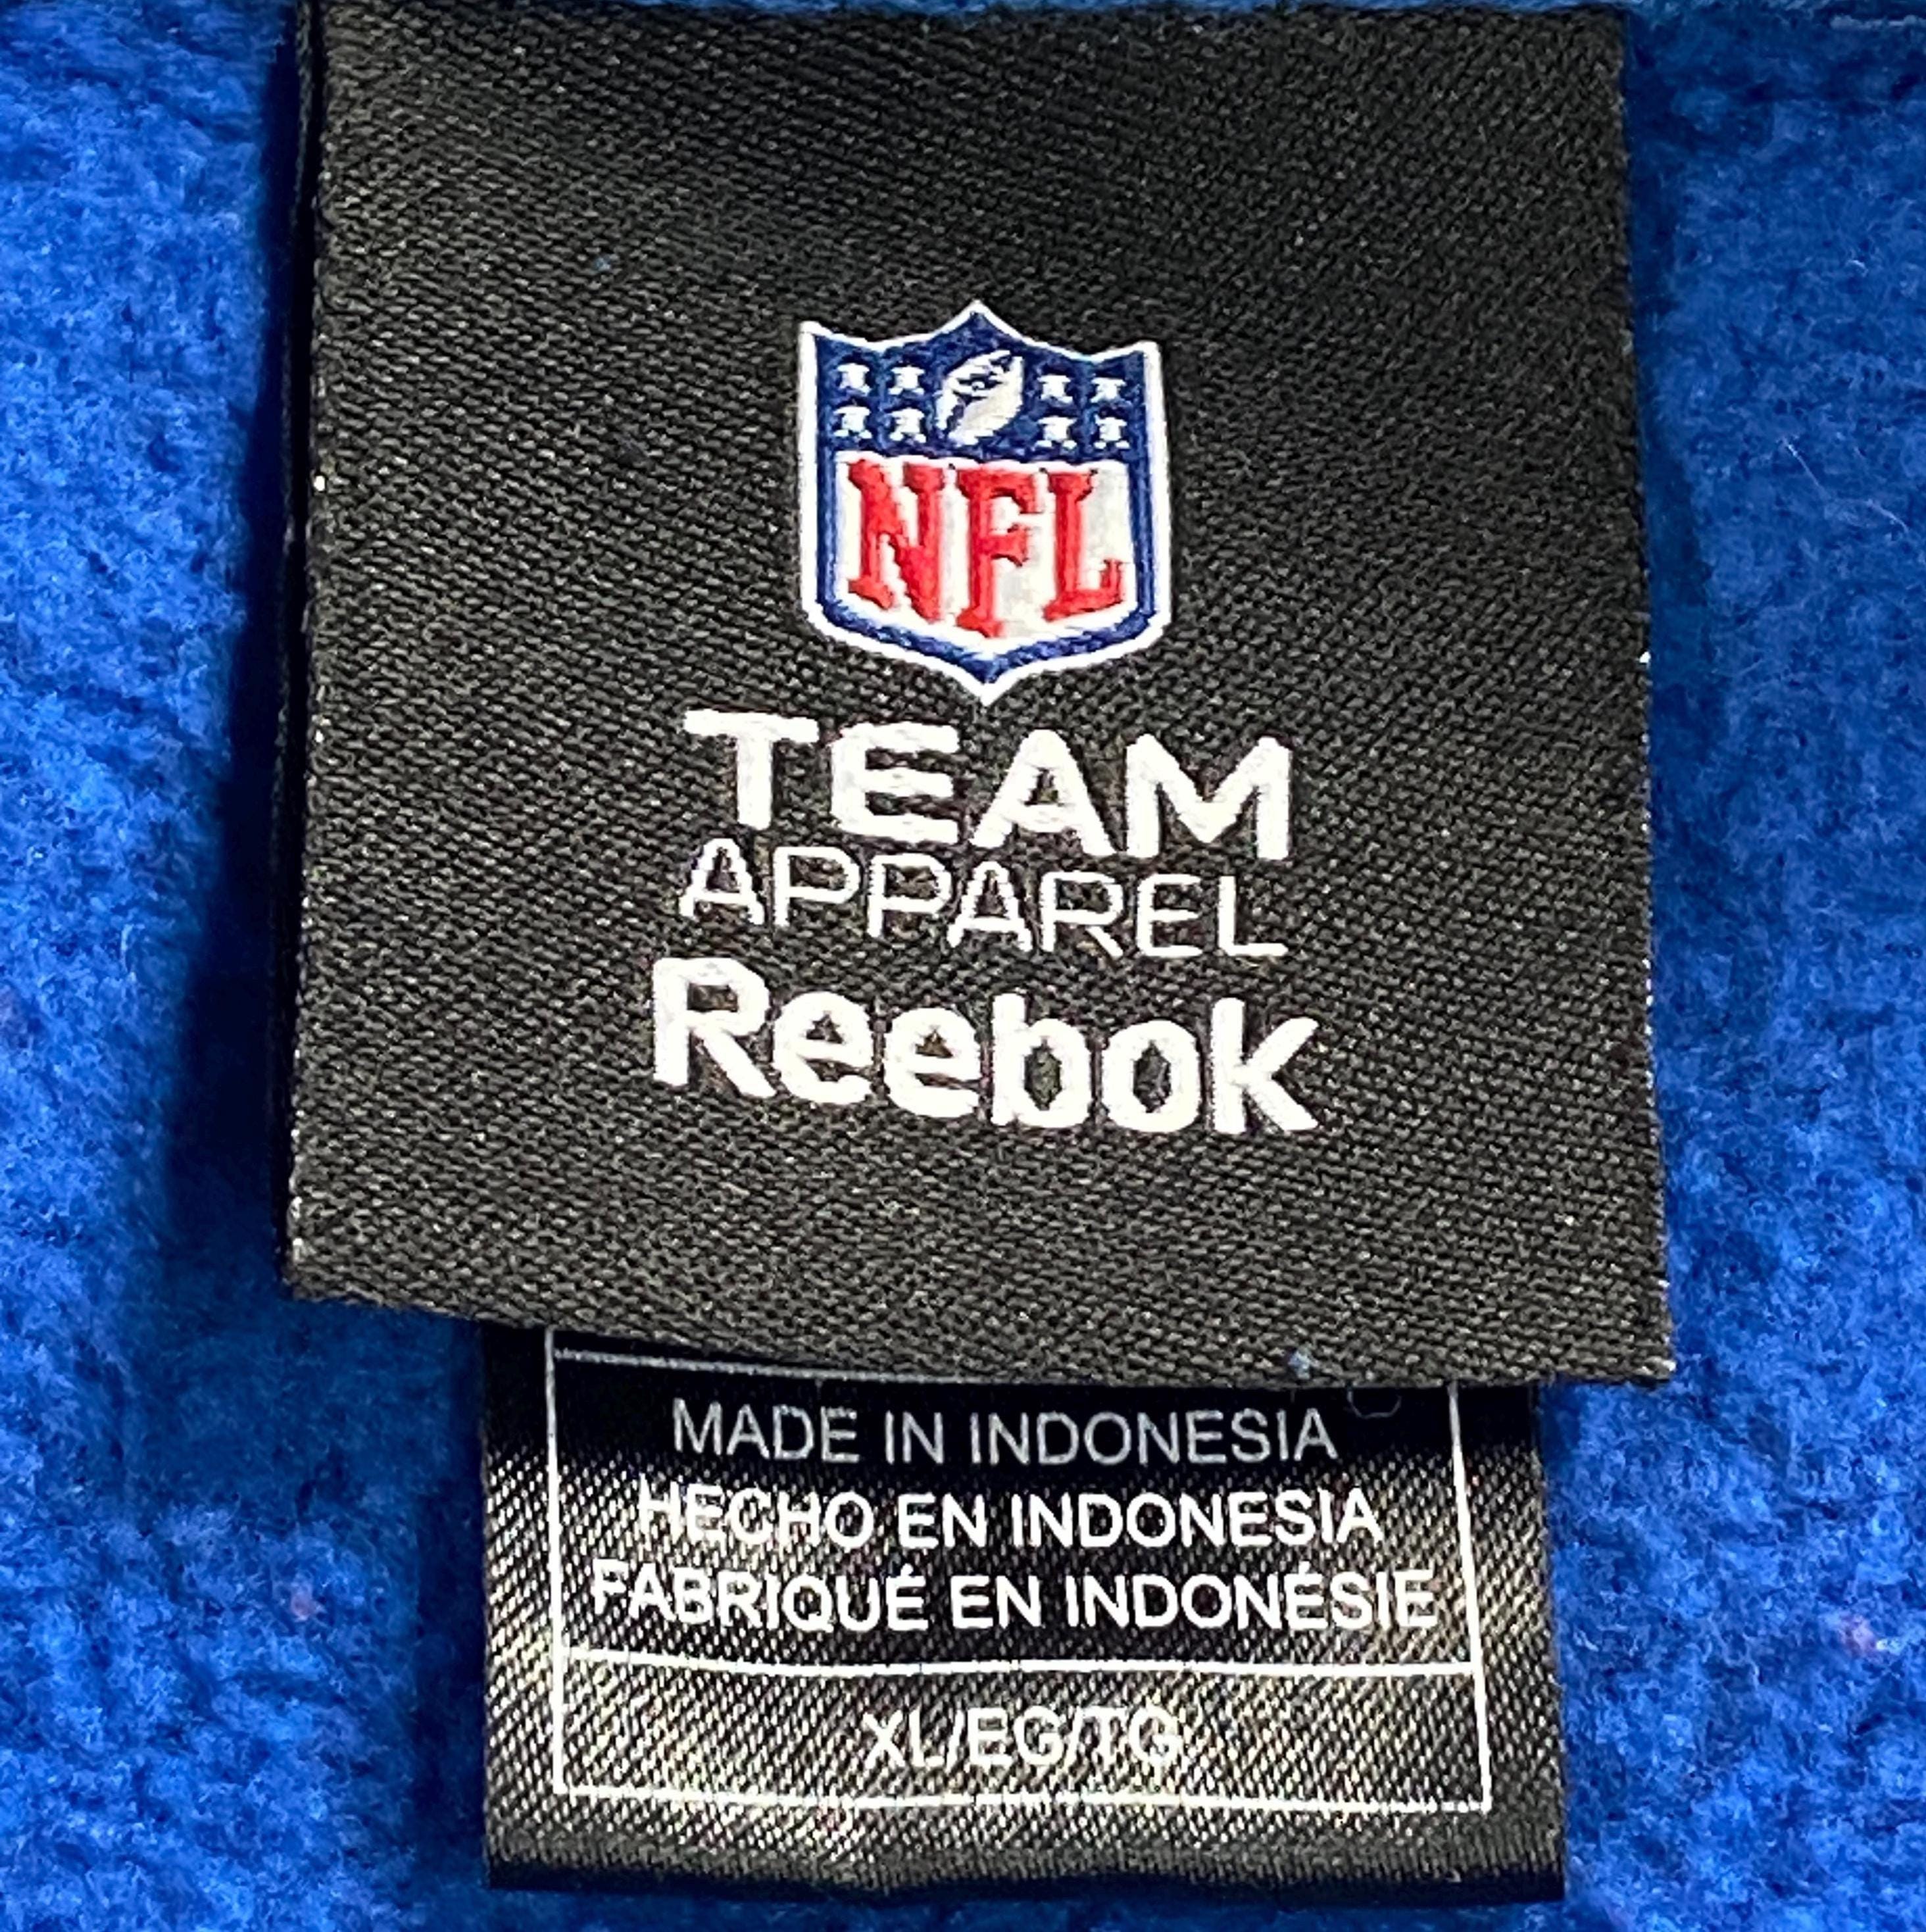 NFL
TEAM
APPAREL
Reebok
MADE IN INDONESIA
HECHO EN INDONESIA
FABRIQUÉ EN INDONÉSIE
XL/EG/TG